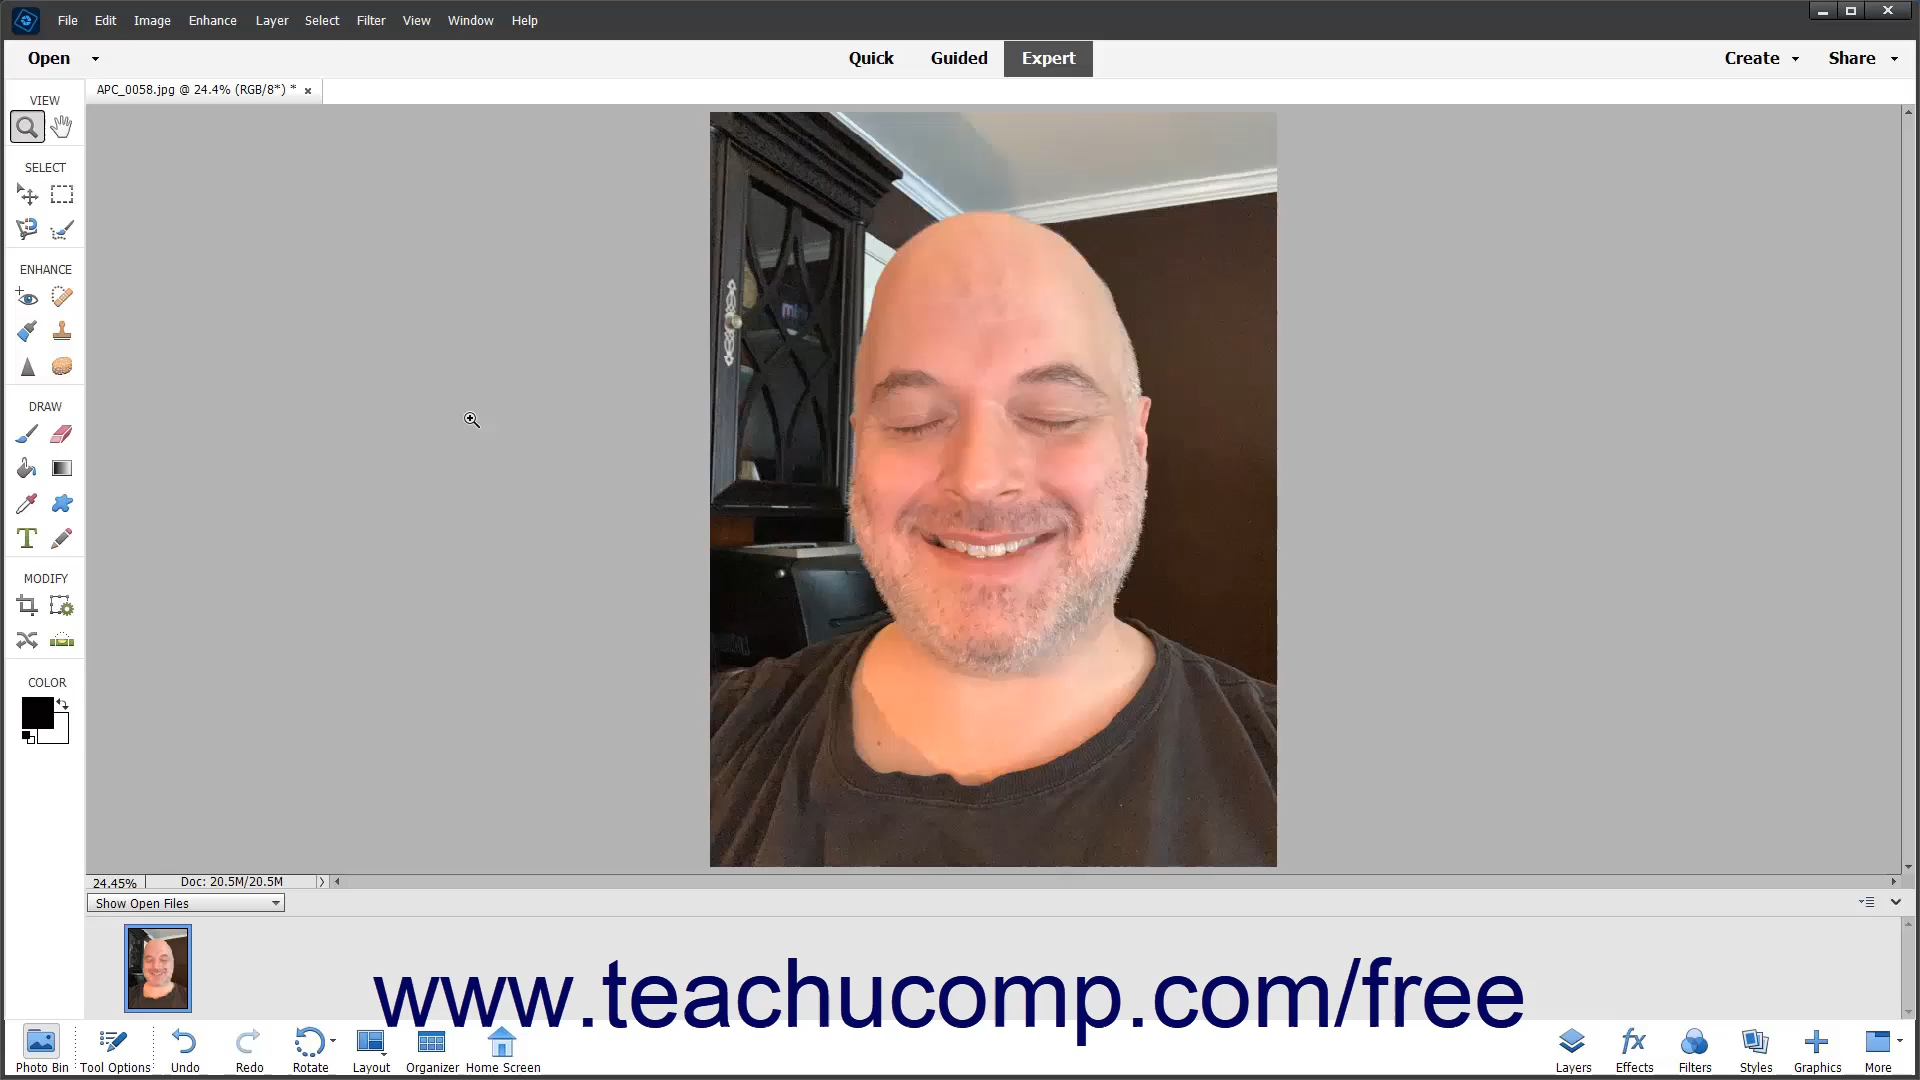 File Edit Image Enhance Layer Select Filter View Window Help
Open Quick Guided Expert Create Share
APC_0058.jpg @ 24.4% (RGB/8*) * ×
VIEW
SELECT
ENHANCE
DRAW
MODIFY
COLOR
24.45% Doc: 20.5M/20.5M
Show Open Files
www.teachucomp.com/free
Photo Bin Tool Options Undo Redo Rotate Layout Organizer Home Screen Layers Effects Filters Styles Graphics More